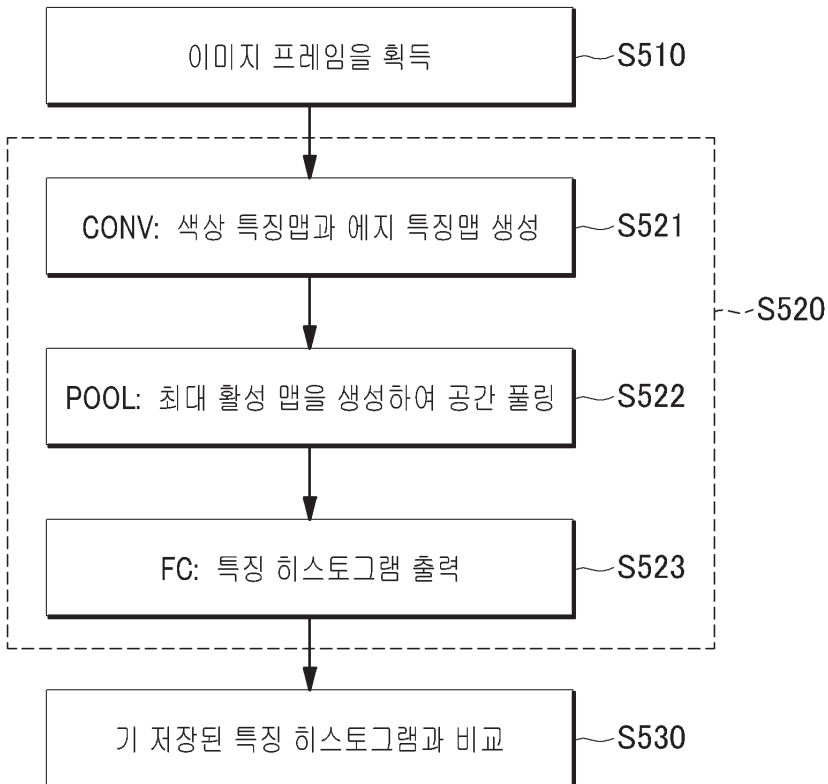 이미지 프레임을 획득
S510
CONV: 색상 특징맵과 에지 특징맵 생성
S521
S520
POOL: 최대 활성 맵을 생성하여 공간 풀링
S522
FC: 특징 히스토그램 출력
S523
기 저장된 특징 히스토그램과 비교
S530